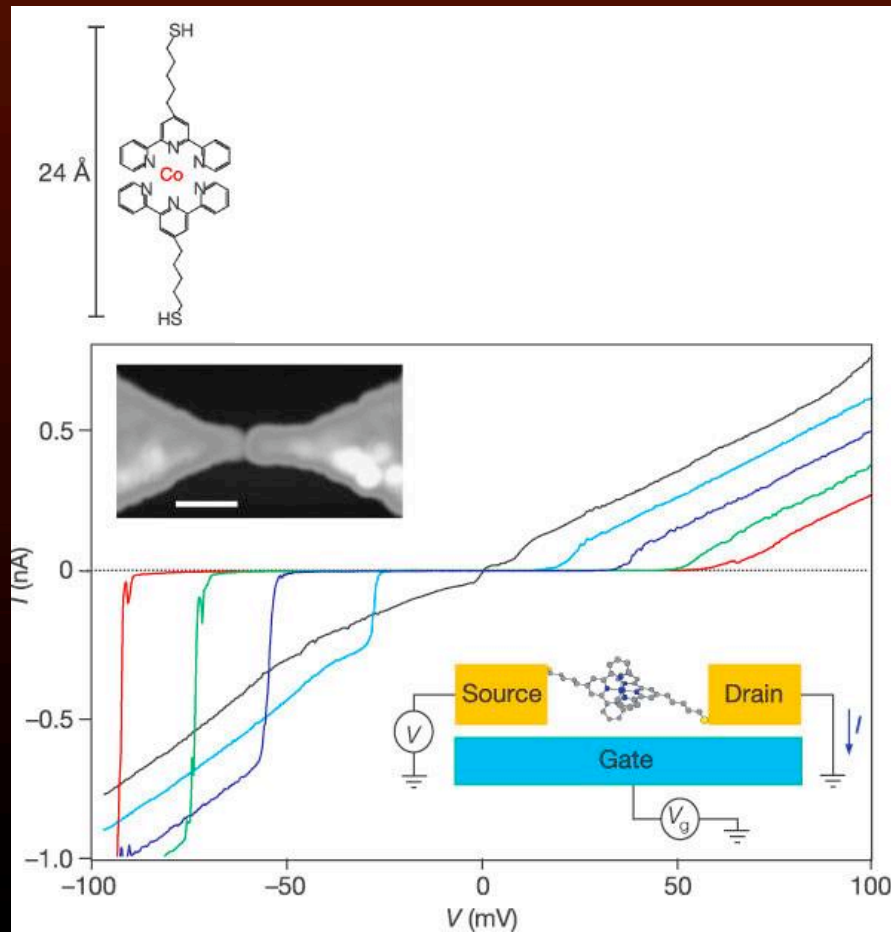 SH
N
N
N
Co
24 Å
N
N
N
HS
0.5
0
−0.5
−1.0
I (nA)
Source
Drain
V
I
Gate
Vg
−100
−50
0
50
100
V (mV)